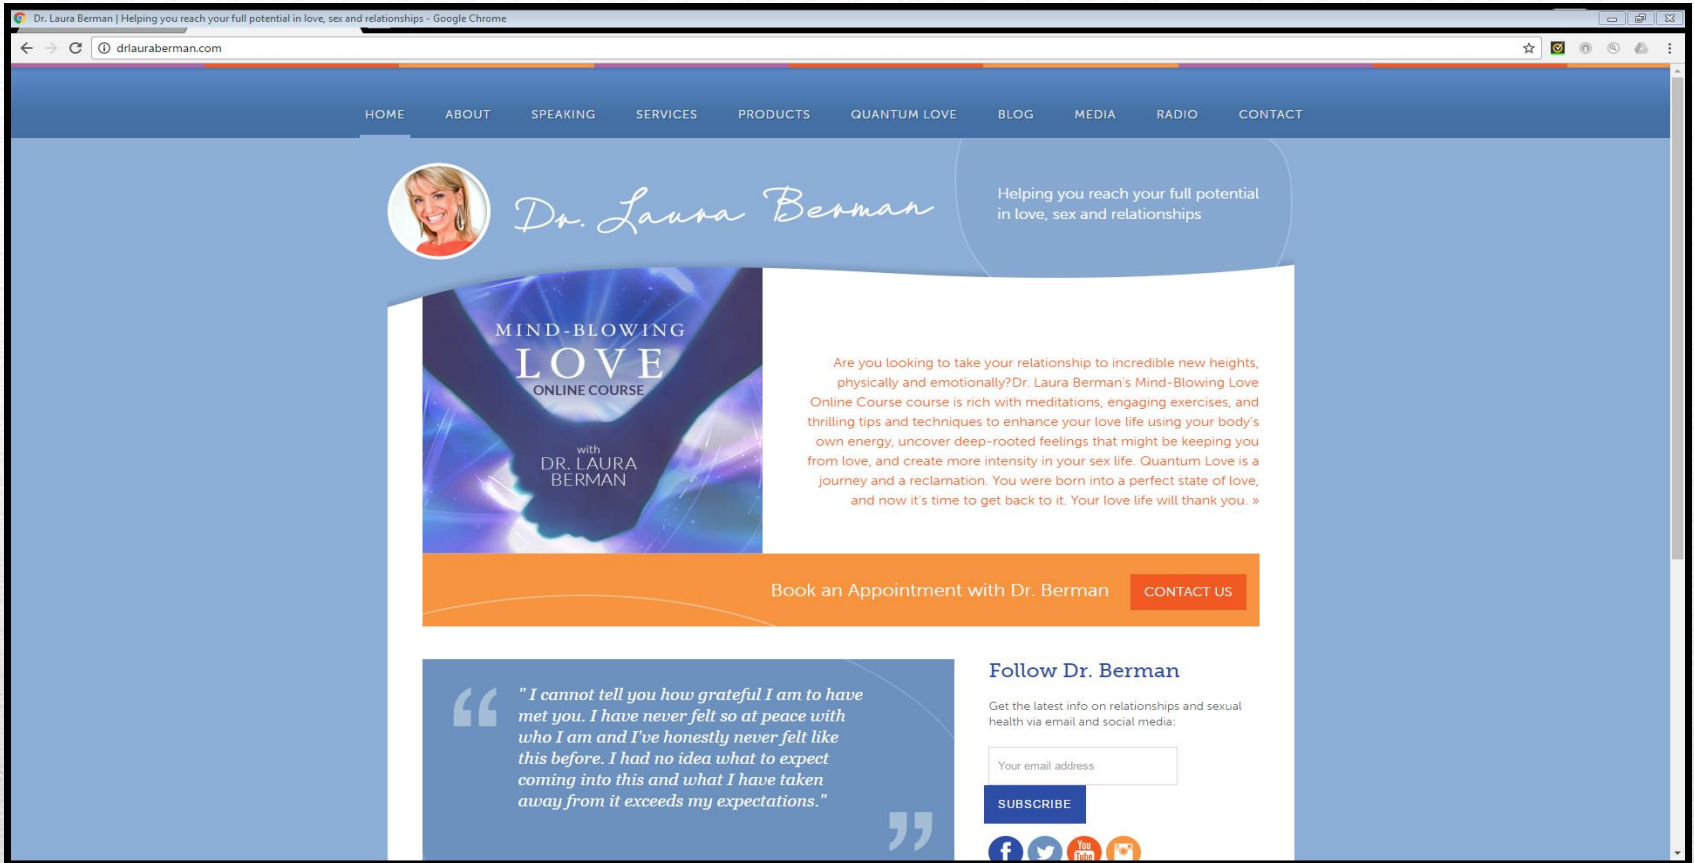 Dr. Laura Berman | Helping you reach your full potential in love, sex and relationships - Google Chrome
drlauraberman.com
HOME ABOUT SPEAKING SERVICES PRODUCTS QUANTUM LOVE BLOG MEDIA RADIO CONTACT
Dr. Laura Berman
Helping you reach your full potential
in love, sex and relationships
MIND-BLOWING
LOVE
ONLINE COURSE
with
DR. LAURA
BERMAN
Are you looking to take your relationship to incredible new heights,
physically and emotionally?Dr. Laura Berman's Mind-Blowing Love
Online Course course is rich with meditations, engaging exercises, and
thrilling tips and techniques to enhance your love life using your body's
own energy, uncover deep-rooted feelings that might be keeping you
from love, and create more intensity in your sex life. Quantum Love is a
journey and a reclamation. You were born into a perfect state of love,
and now it's time to get back to it. Your love life will thank you. »
Book an Appointment with Dr. Berman CONTACT US
" I cannot tell you how grateful I am to have
met you. I have never felt so at peace with
who I am and I've honestly never felt like
this before. I had no idea what to expect
coming into this and what I have taken
away from it exceeds my expectations."
Follow Dr. Berman
Get the latest info on relationships and sexual
health via email and social media:
Your email address
SUBSCRIBE
You
Tube